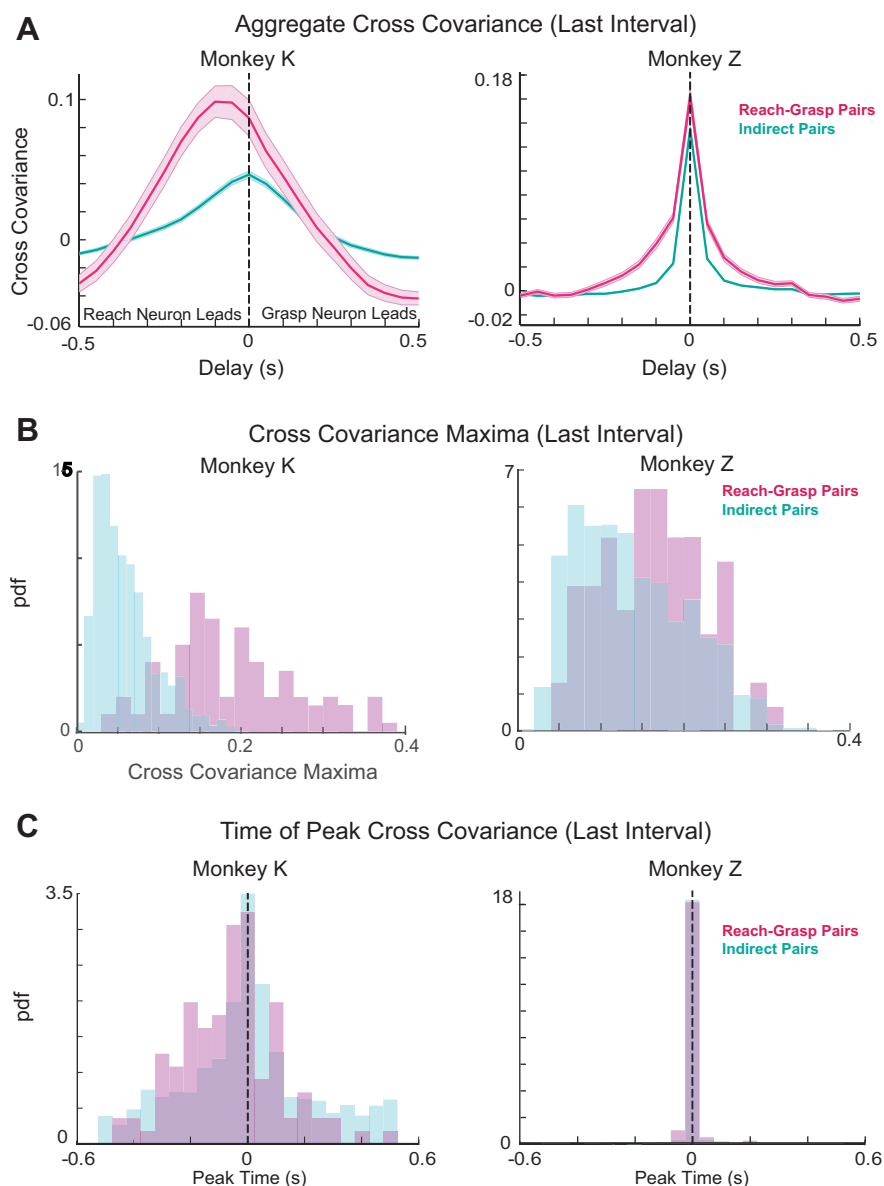 A
Aggregate Cross Covariance (Last Interval)
Monkey K
Monkey Z
Cross Covariance
0.1
0
-0.06
Reach Neuron Leads
Grasp Neuron Leads
-0.5
0
0.5
Delay (s)
0.18
0
-0.02
Reach-Grasp Pairs
Indirect Pairs
-0.5
0
0.5
Delay (s)
B
Cross Covariance Maxima (Last Interval)
Monkey K
Monkey Z
pdf
0
0
0.2
0.4
Cross Covariance Maxima
7
Reach-Grasp Pairs
Indirect Pairs
0
0
0.4
C
Time of Peak Cross Covariance (Last Interval)
Monkey K
Monkey Z
3.5
pdf
0
-0.6
0
0.6
Peak Time (s)
18
Reach-Grasp Pairs
Indirect Pairs
0
-0.6
0
0.6
Peak Time (s)